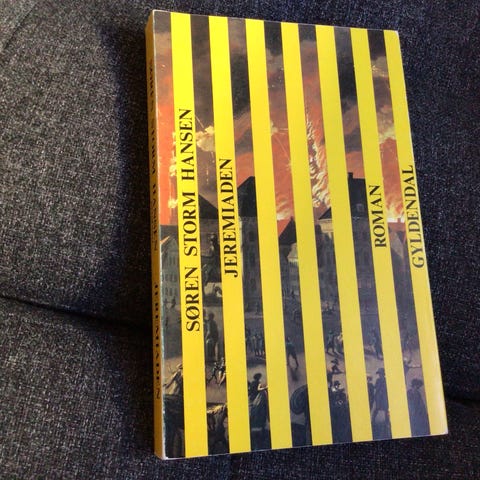 SØREN STORM HANSEN
JEREMIADEN
ROMAN
GYLDENDAL